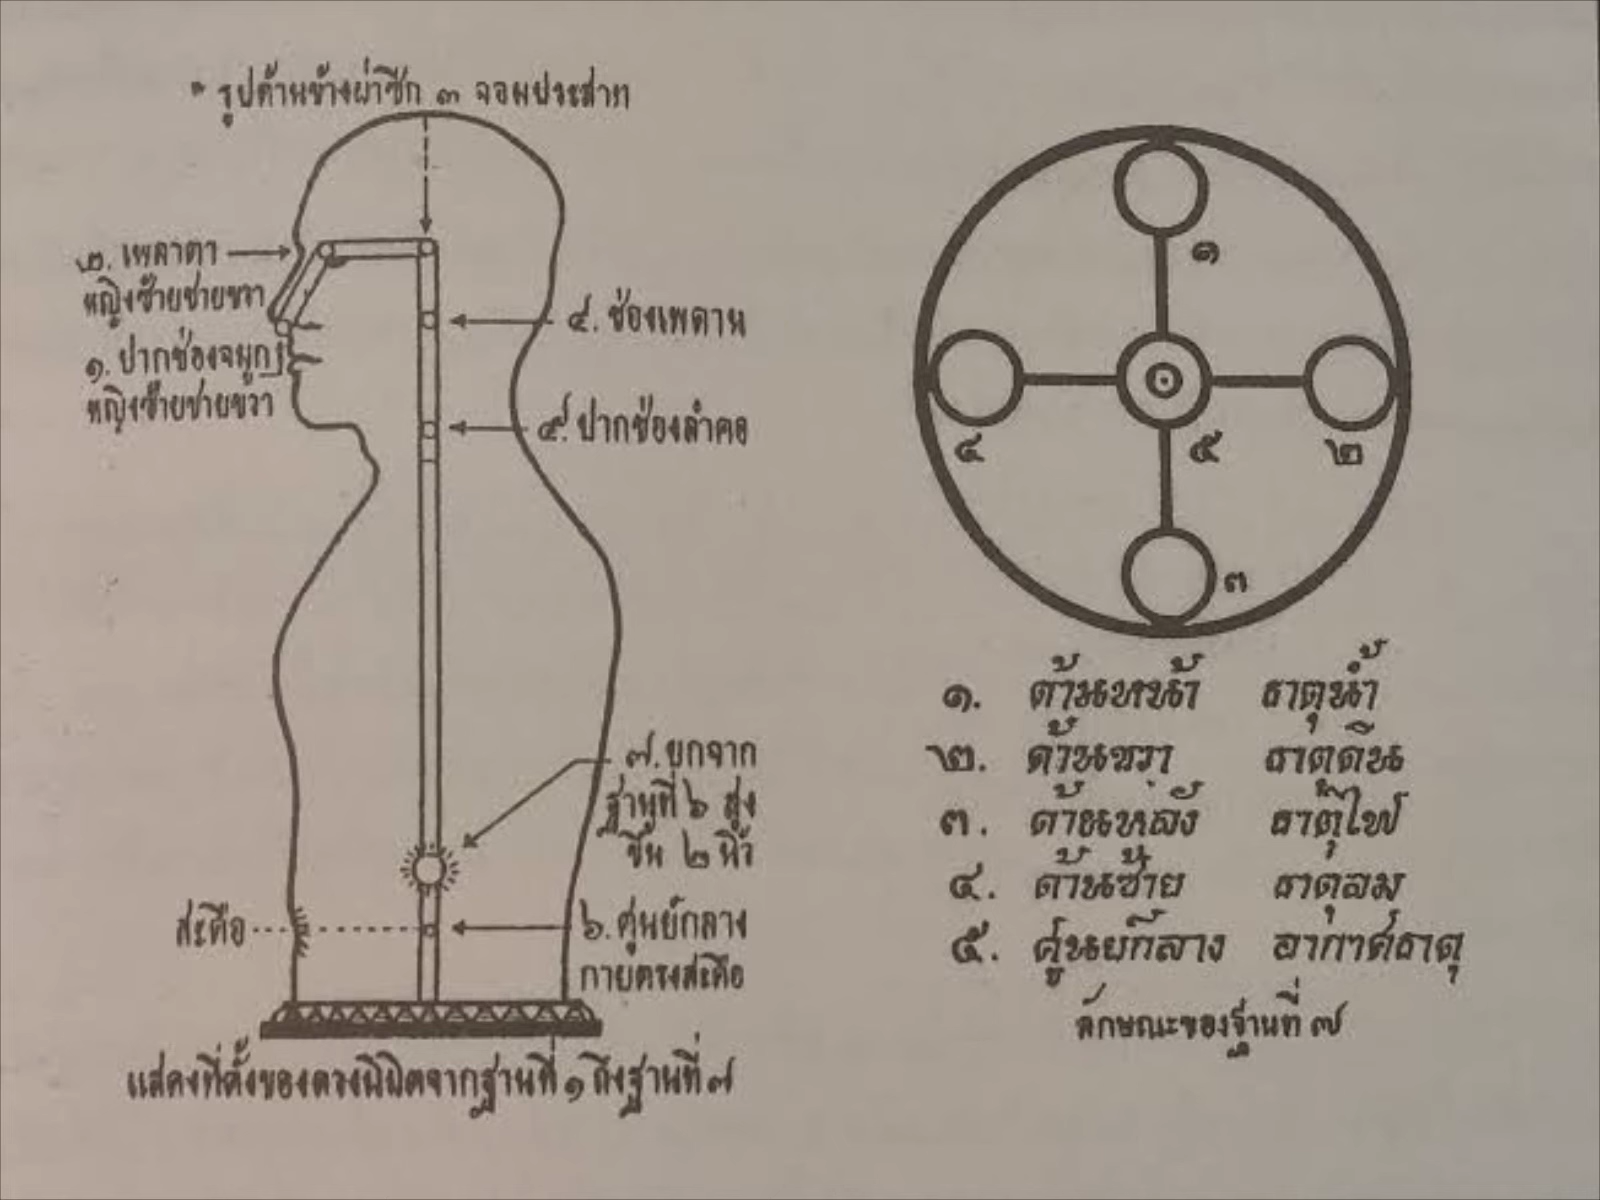 รูปด้านข้างผ่าซีก ๓ จอมประสาท
๒. เพลาตา
หญิงซ้ายชายขวา
๑. ปากช่องจมูก
หญิงซ้ายชายขวา
๔. ช่องเพดาน
๕. ปากช่องลำคอ
๗. ยกจาก
ฐานที่ ๖ สูง
ขึ้น ๒ นิ้ว
สะดือ
๖. ศูนย์กลาง
กายตรงสะดือ
แสดงที่ตั้งของดวงนิมิตจากฐานที่ ๑ ถึงฐานที่ ๗
๑
๔
๕
๒
๓
๑. ด้านหน้า ธาตุน้ำ
๒. ด้านขวา ธาตุดิน
๓. ด้านหลัง ธาตุไฟ
๔. ด้านซ้าย ธาตุลม
๕. ศูนย์กลาง อากาศธาตุ
ลักษณะของฐานที่ ๗